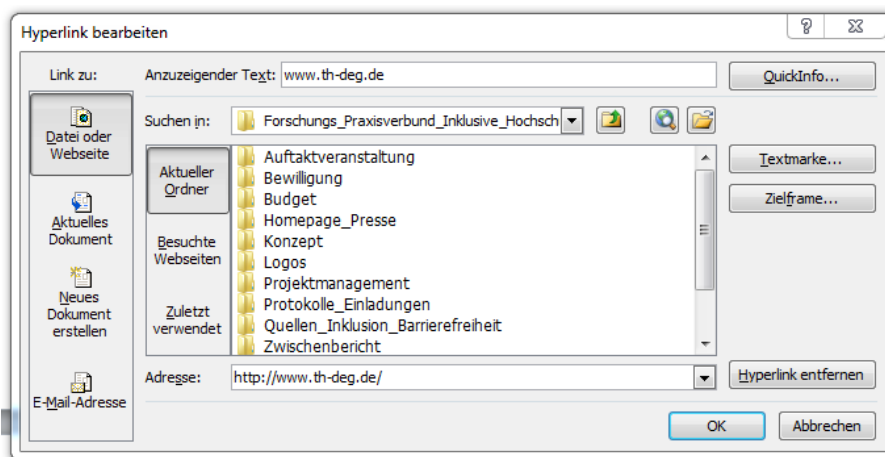 Hyperlink bearbeiten
Link zu:
Anzuzeigender Text: www.th-deg.de
QuickInfo...
Datei oder
Webseite
Aktuelles
Dokument
Neues
Dokument
erstellen
E-Mail-Adresse
Suchen in: Forschungs_Praxisverbund_Inklusive_Hochsch
Aktueller
Ordner
Besuchte
Webseiten
Zuletzt
verwendet
Auftaktveranstaltung
Bewilligung
Budget
Homepage_Presse
Konzept
Logos
Projektmanagement
Protokolle_Einladungen
Quellen_Inklusion_Barrierefreiheit
Zwischenbericht
Textmarke...
Zielframe...
Adresse: http://www.th-deg.de/
Hyperlink entfernen
OK
Abbrechen